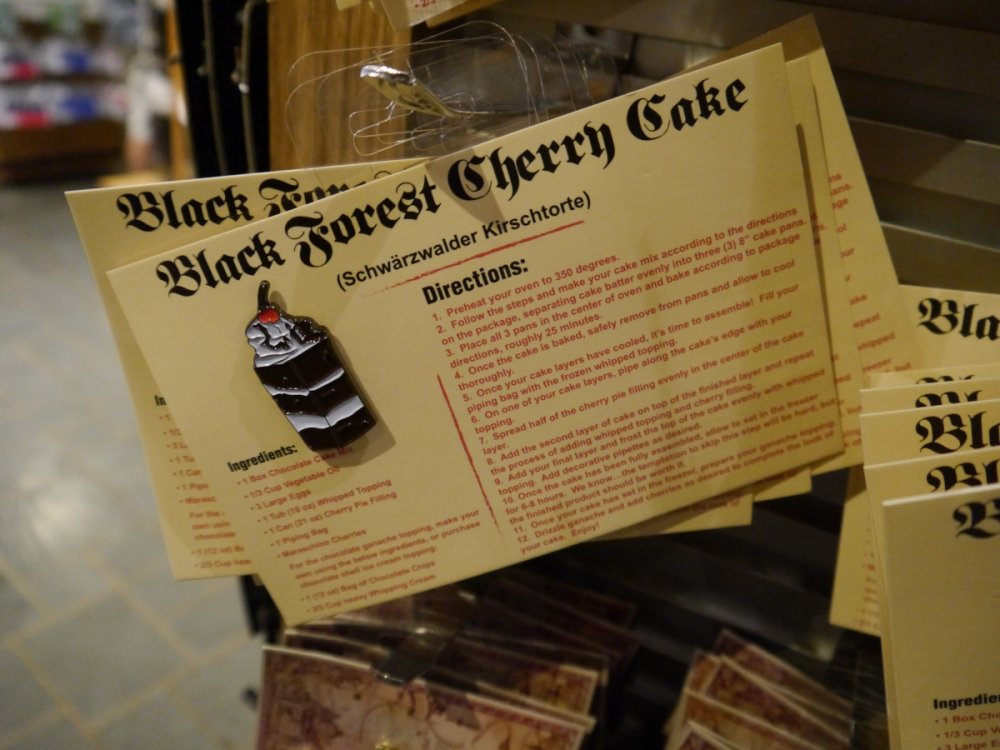 Black Forest Cherry Cake
(Schwärzwalder Kirschtorte)
Directions:
1. Preheat your oven to 350 degrees.
2. Follow the steps and make your cake mix according to the directions
on the package, separating cake batter evenly into three (3) 8" cake pans.
3. Place all 3 pans in the center of oven and bake according to package
directions, roughly 25 minutes.
4. Once the cake is baked, safely remove from pans and allow to cool
thoroughly.
5. Once your cake layers have cooled, it's time to assemble! Fill your
piping bag with the frozen whipped topping.
6. On one of your cake layers, pipe along the cake's edge with your
topping.
7. Spread half of the cherry pie filling evenly in the center of the cake
layer.
8. Add the second layer of cake on top of the finished layer and repeat
the process of adding whipped topping and cherry filling.
9. Add your final layer and frost the top of the cake evenly with whipped
topping. Add decorative pipettes as desired.
10. Once the cake has been fully assembled, allow to set in the freezer
for 6-8 hours. We know...the temptation to skip this step will be hard, but
the finished product should be worth it.
11. Once your cake has set in the freezer, prepare your ganache topping.
12. Drizzle ganache and add cherries as desired to complete the look of
your cake. Enjoy!
Ingredients:
• 1 Box Chocolate Cake Mix
• 1/3 Cup Vegetable Oil
• 3 Large Eggs
• 1 Tub (16 oz) Whipped Topping
• 1 Can (21 oz) Cherry Pie Filling
• 1 Piping Bag
• Maraschino Cherries
For the chocolate ganache topping, make your
own using the below ingredients, or purchase
chocolate shell ice cream topping:
• 1 (12 oz) Bag of Chocolate Chips
• 2/3 Cup heavy Whipping Cream
Black
• 1 Box
• 1/3 Cup